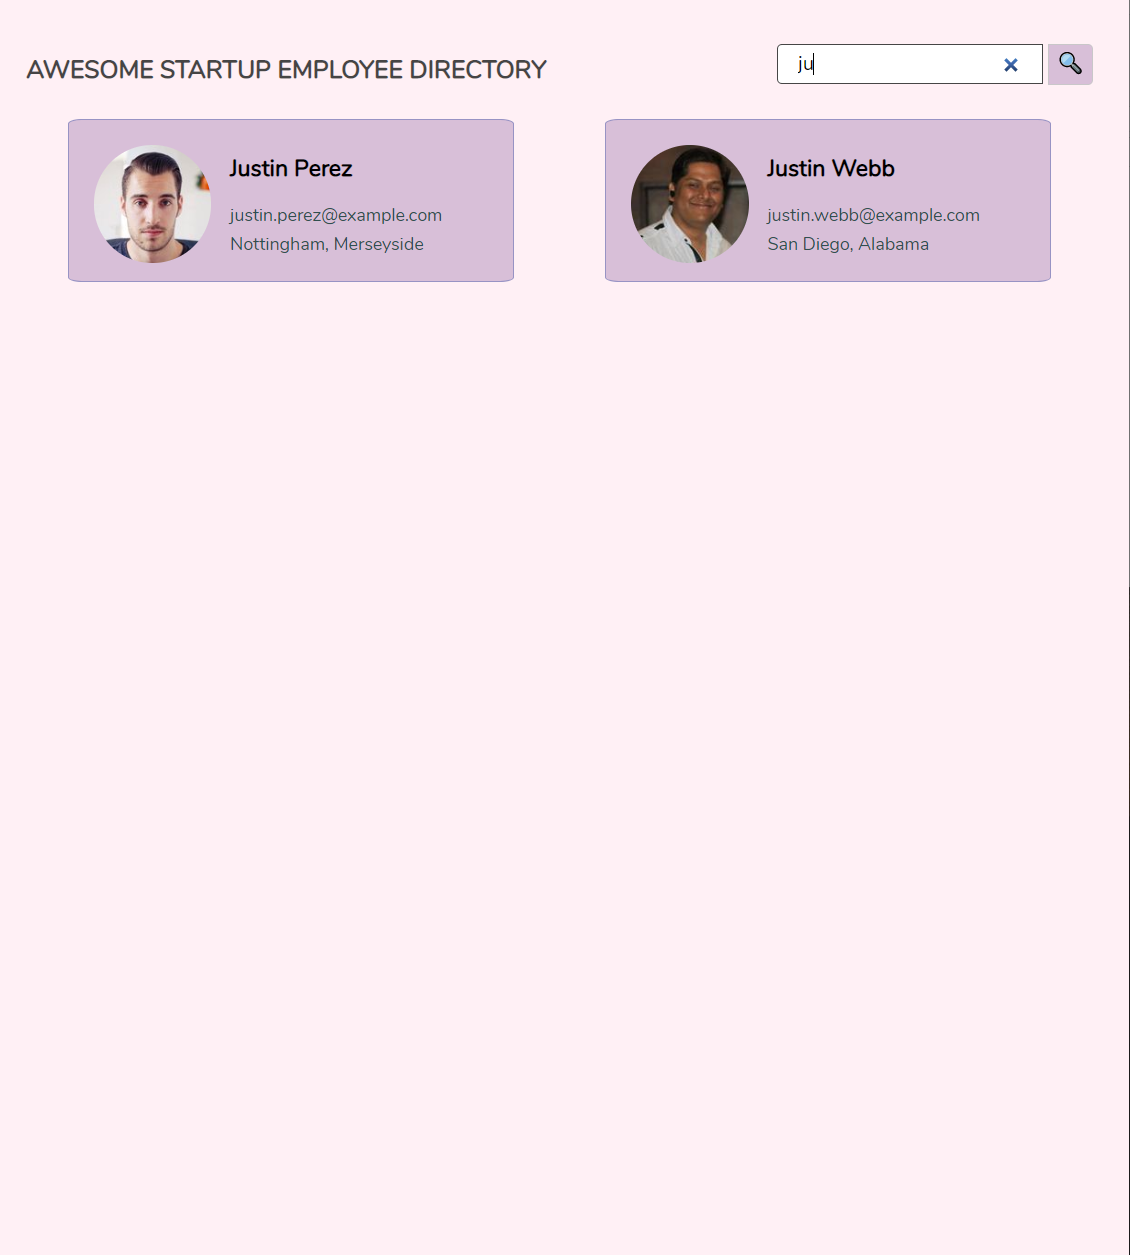 AWESOME STARTUP EMPLOYEE DIRECTORY
ju
Justin Perez
justin.perez@example.com
Nottingham, Merseyside
Justin Webb
justin.webb@example.com
San Diego, Alabama